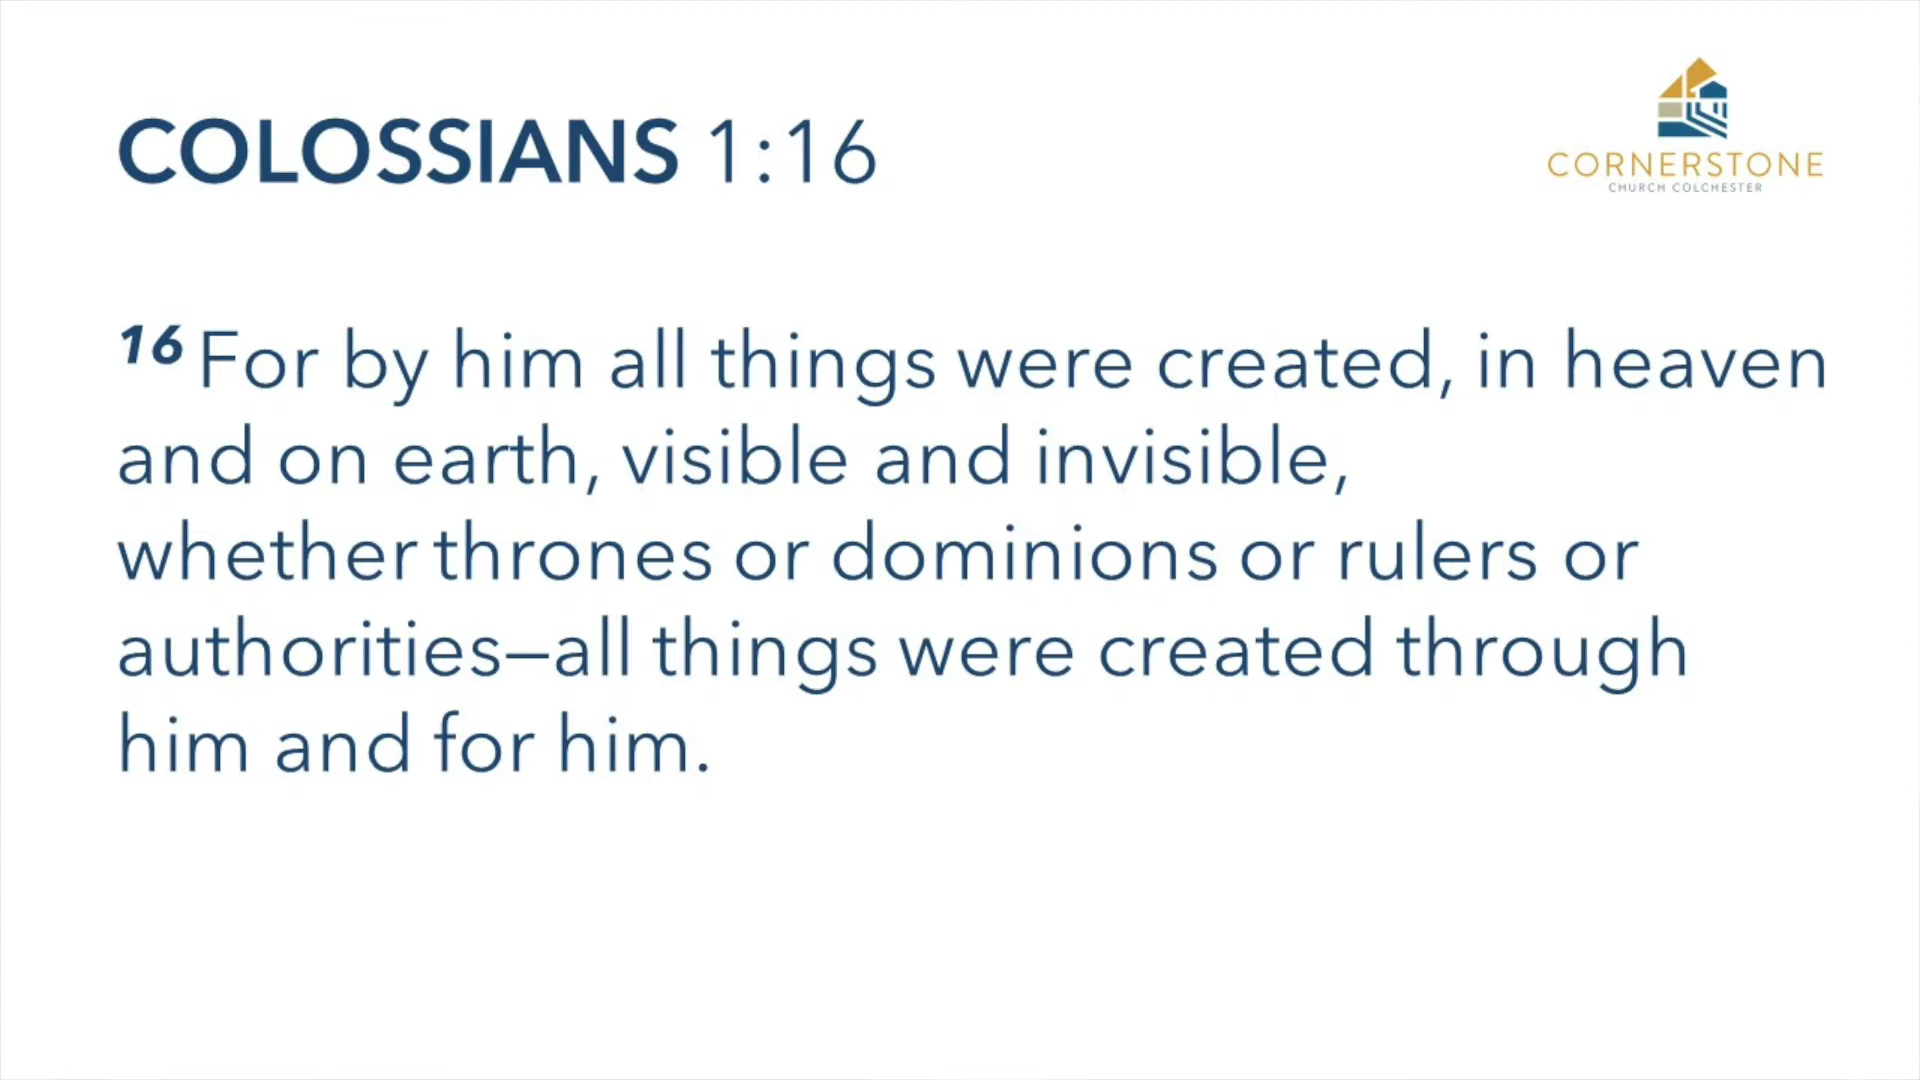 COLOSSIANS 1:16
CORNERSTONE
CHURCH COLCHESTER
16 For by him all things were created, in heaven
and on earth, visible and invisible,
whether thrones or dominions or rulers or
authorities—all things were created through
him and for him.